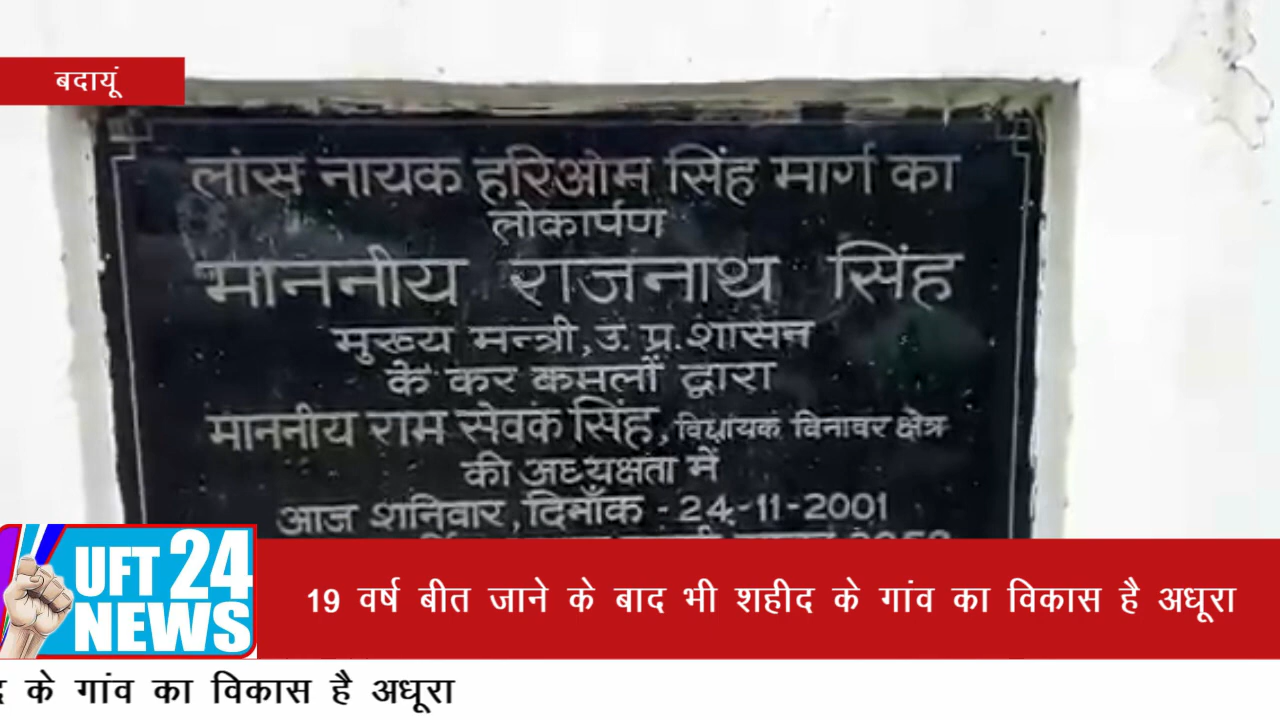 बदायूं
लांस नायक हरिओम सिंह मार्ग का
लोकार्पण
माननीय राजनाथ सिंह
मुख्य मन्त्री, उ. प्र. शासन
के कर कमलों द्वारा
माननीय राम सेवक सिंह, विधायक विनावर क्षेत्र
की अध्यक्षता में
आज शनिवार, दिनाँक - 24-11-2001
UFT 24
NEWS
19 वर्ष बीत जाने के बाद भी शहीद के गांव का विकास है अधूरा
के गांव का विकास है अधूरा